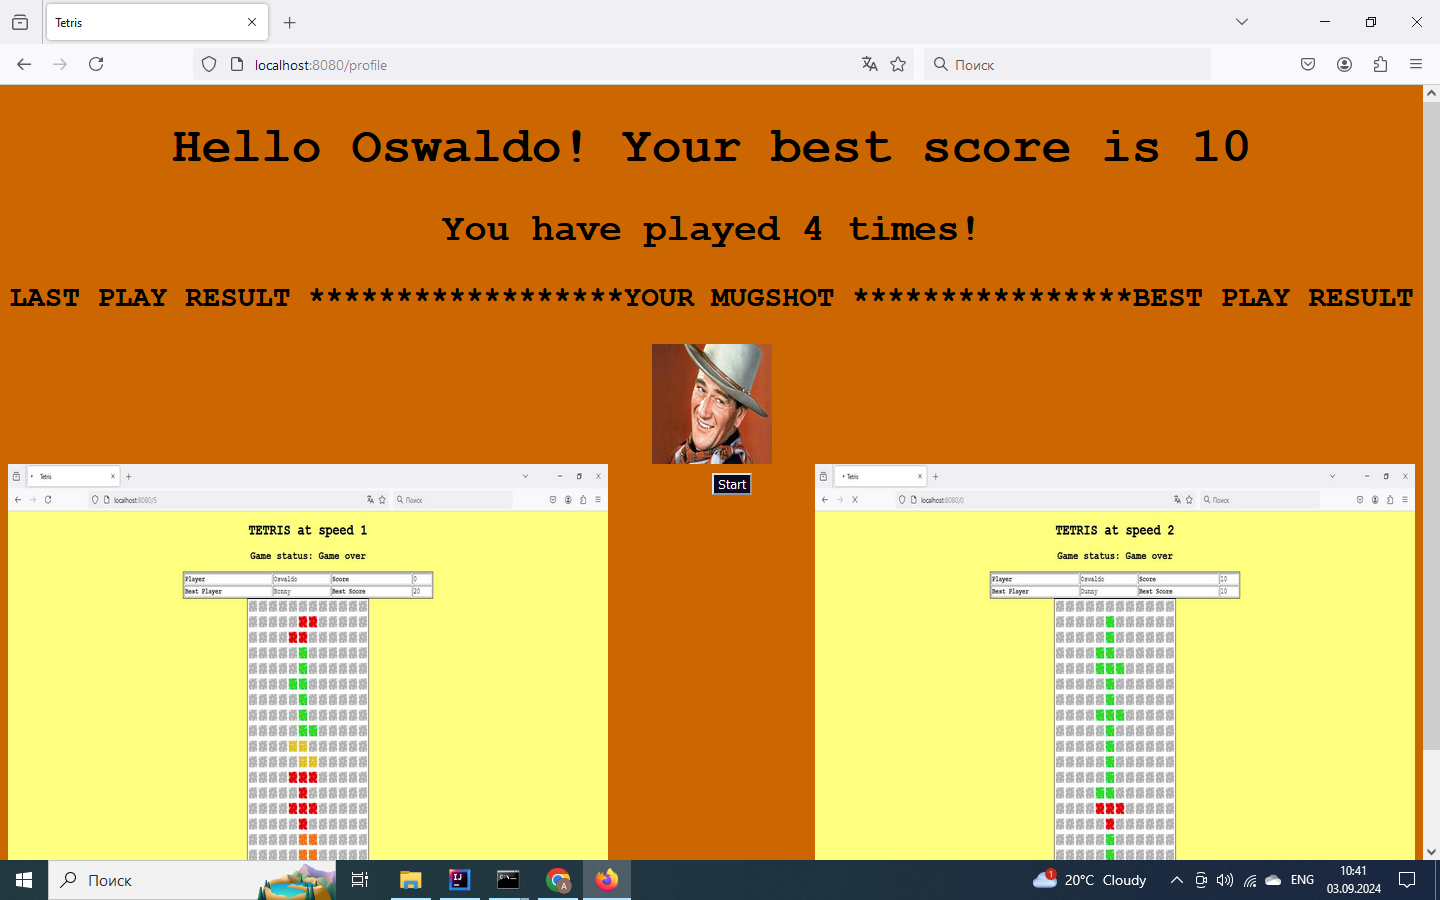 Tetris
localhost:8080/profile
Поиск
Hello Oswaldo! Your best score is 10
You have played 4 times!
LAST PLAY RESULT ******************YOUR MUGSHOT ****************BEST PLAY RESULT
Start
Tetris
localhost:8080/5
Поиск
TETRIS at speed 1
Game status: Game over
Player Oswaldo Score 0
Best Player Bonny Best Score 20
Tetris
localhost:8080/0
Поиск
TETRIS at speed 2
Game status: Game over
Player Oswaldo Score 10
Best Player Dunny Best Score 10
Поиск
A
1
20°C Cloudy
ENG
10:41
03.09.2024